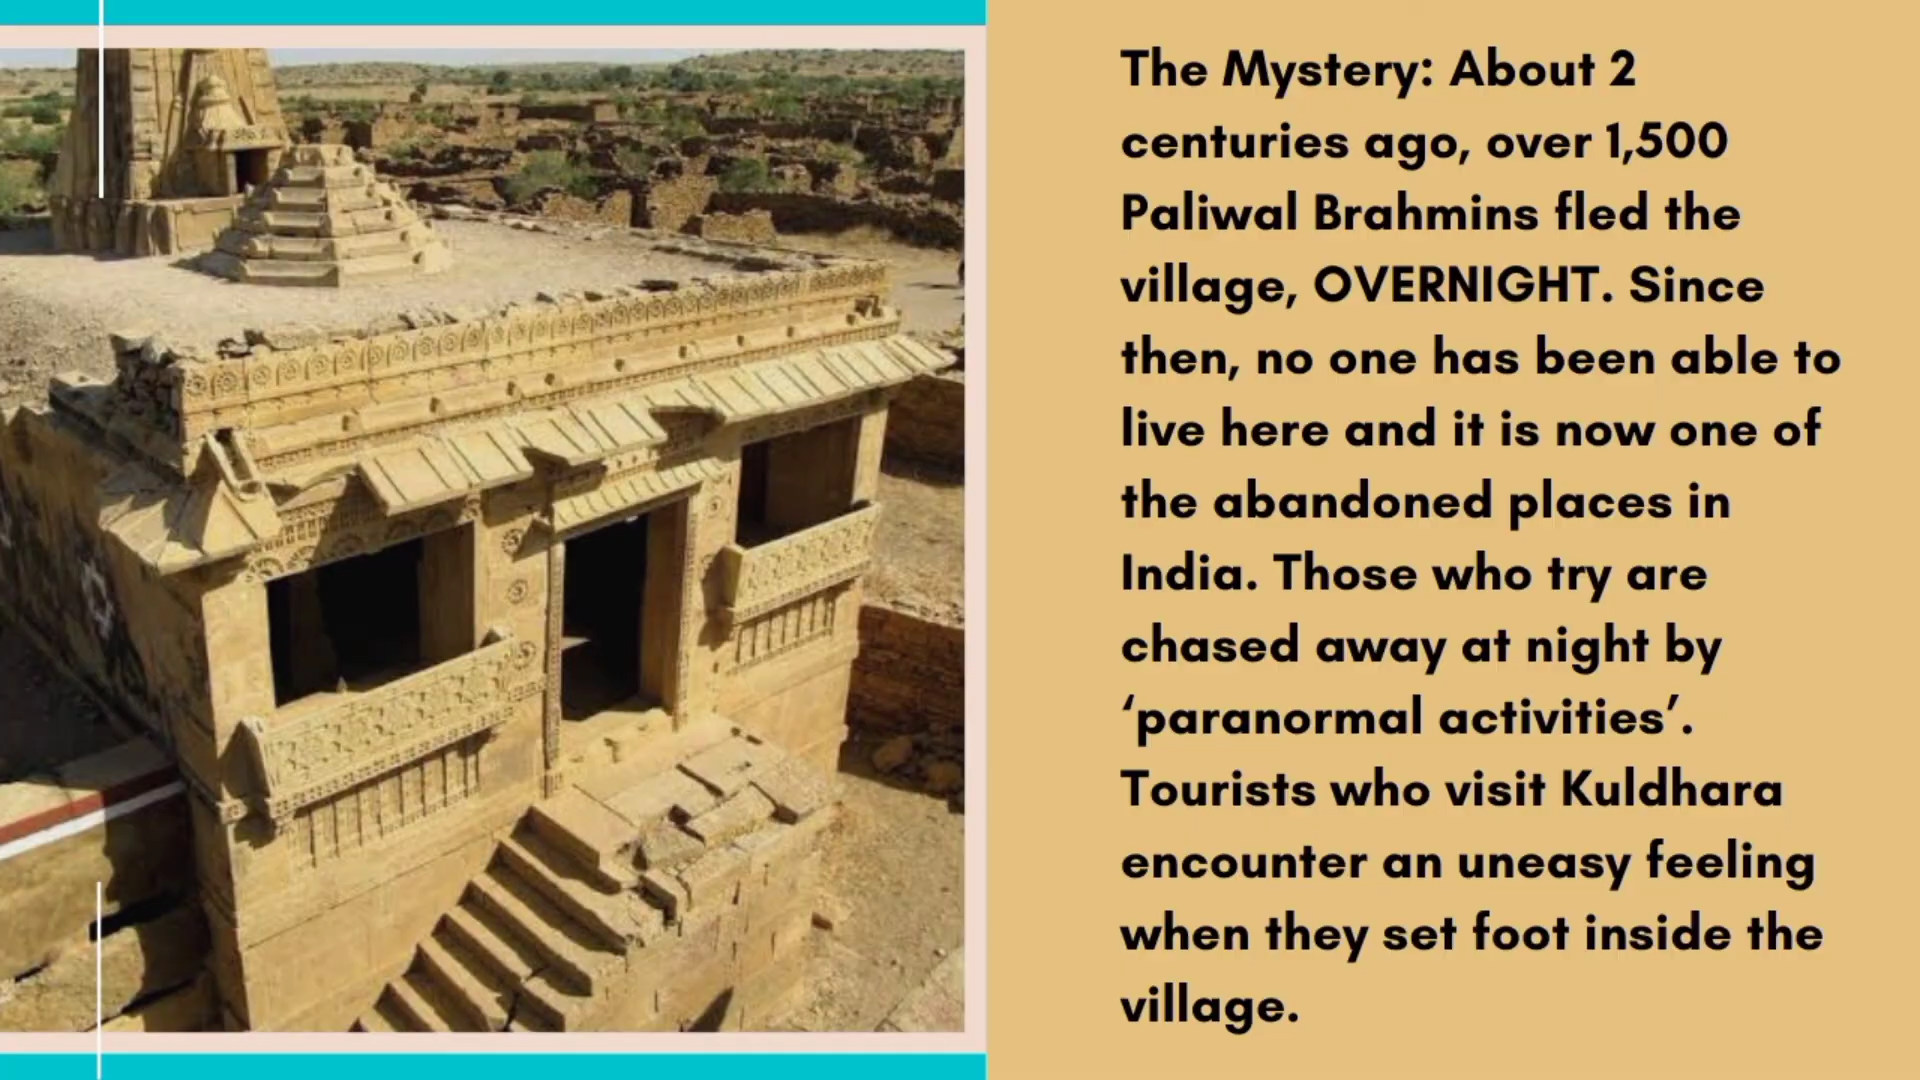 The Mystery: About 2
centuries ago, over 1,500
Paliwal Brahmins fled the
village, OVERNIGHT. Since
then, no one has been able to
live here and it is now one of
the abandoned places in
India. Those who try are
chased away at night by
‘paranormal activities’.
Tourists who visit Kuldhara
encounter an uneasy feeling
when they set foot inside the
village.